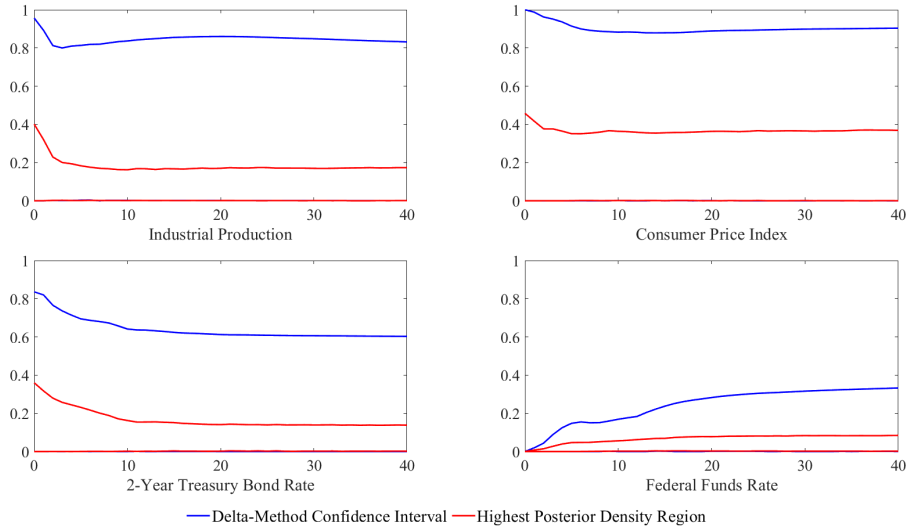 1
0.8
0.6
0.4
0.2
0
0 10 20 30 40
Industrial Production
1
0.8
0.6
0.4
0.2
0
0 10 20 30 40
Consumer Price Index
1
0.8
0.6
0.4
0.2
0
0 10 20 30 40
2-Year Treasury Bond Rate
1
0.8
0.6
0.4
0.2
0
0 10 20 30 40
Federal Funds Rate
Delta-Method Confidence Interval Highest Posterior Density Region